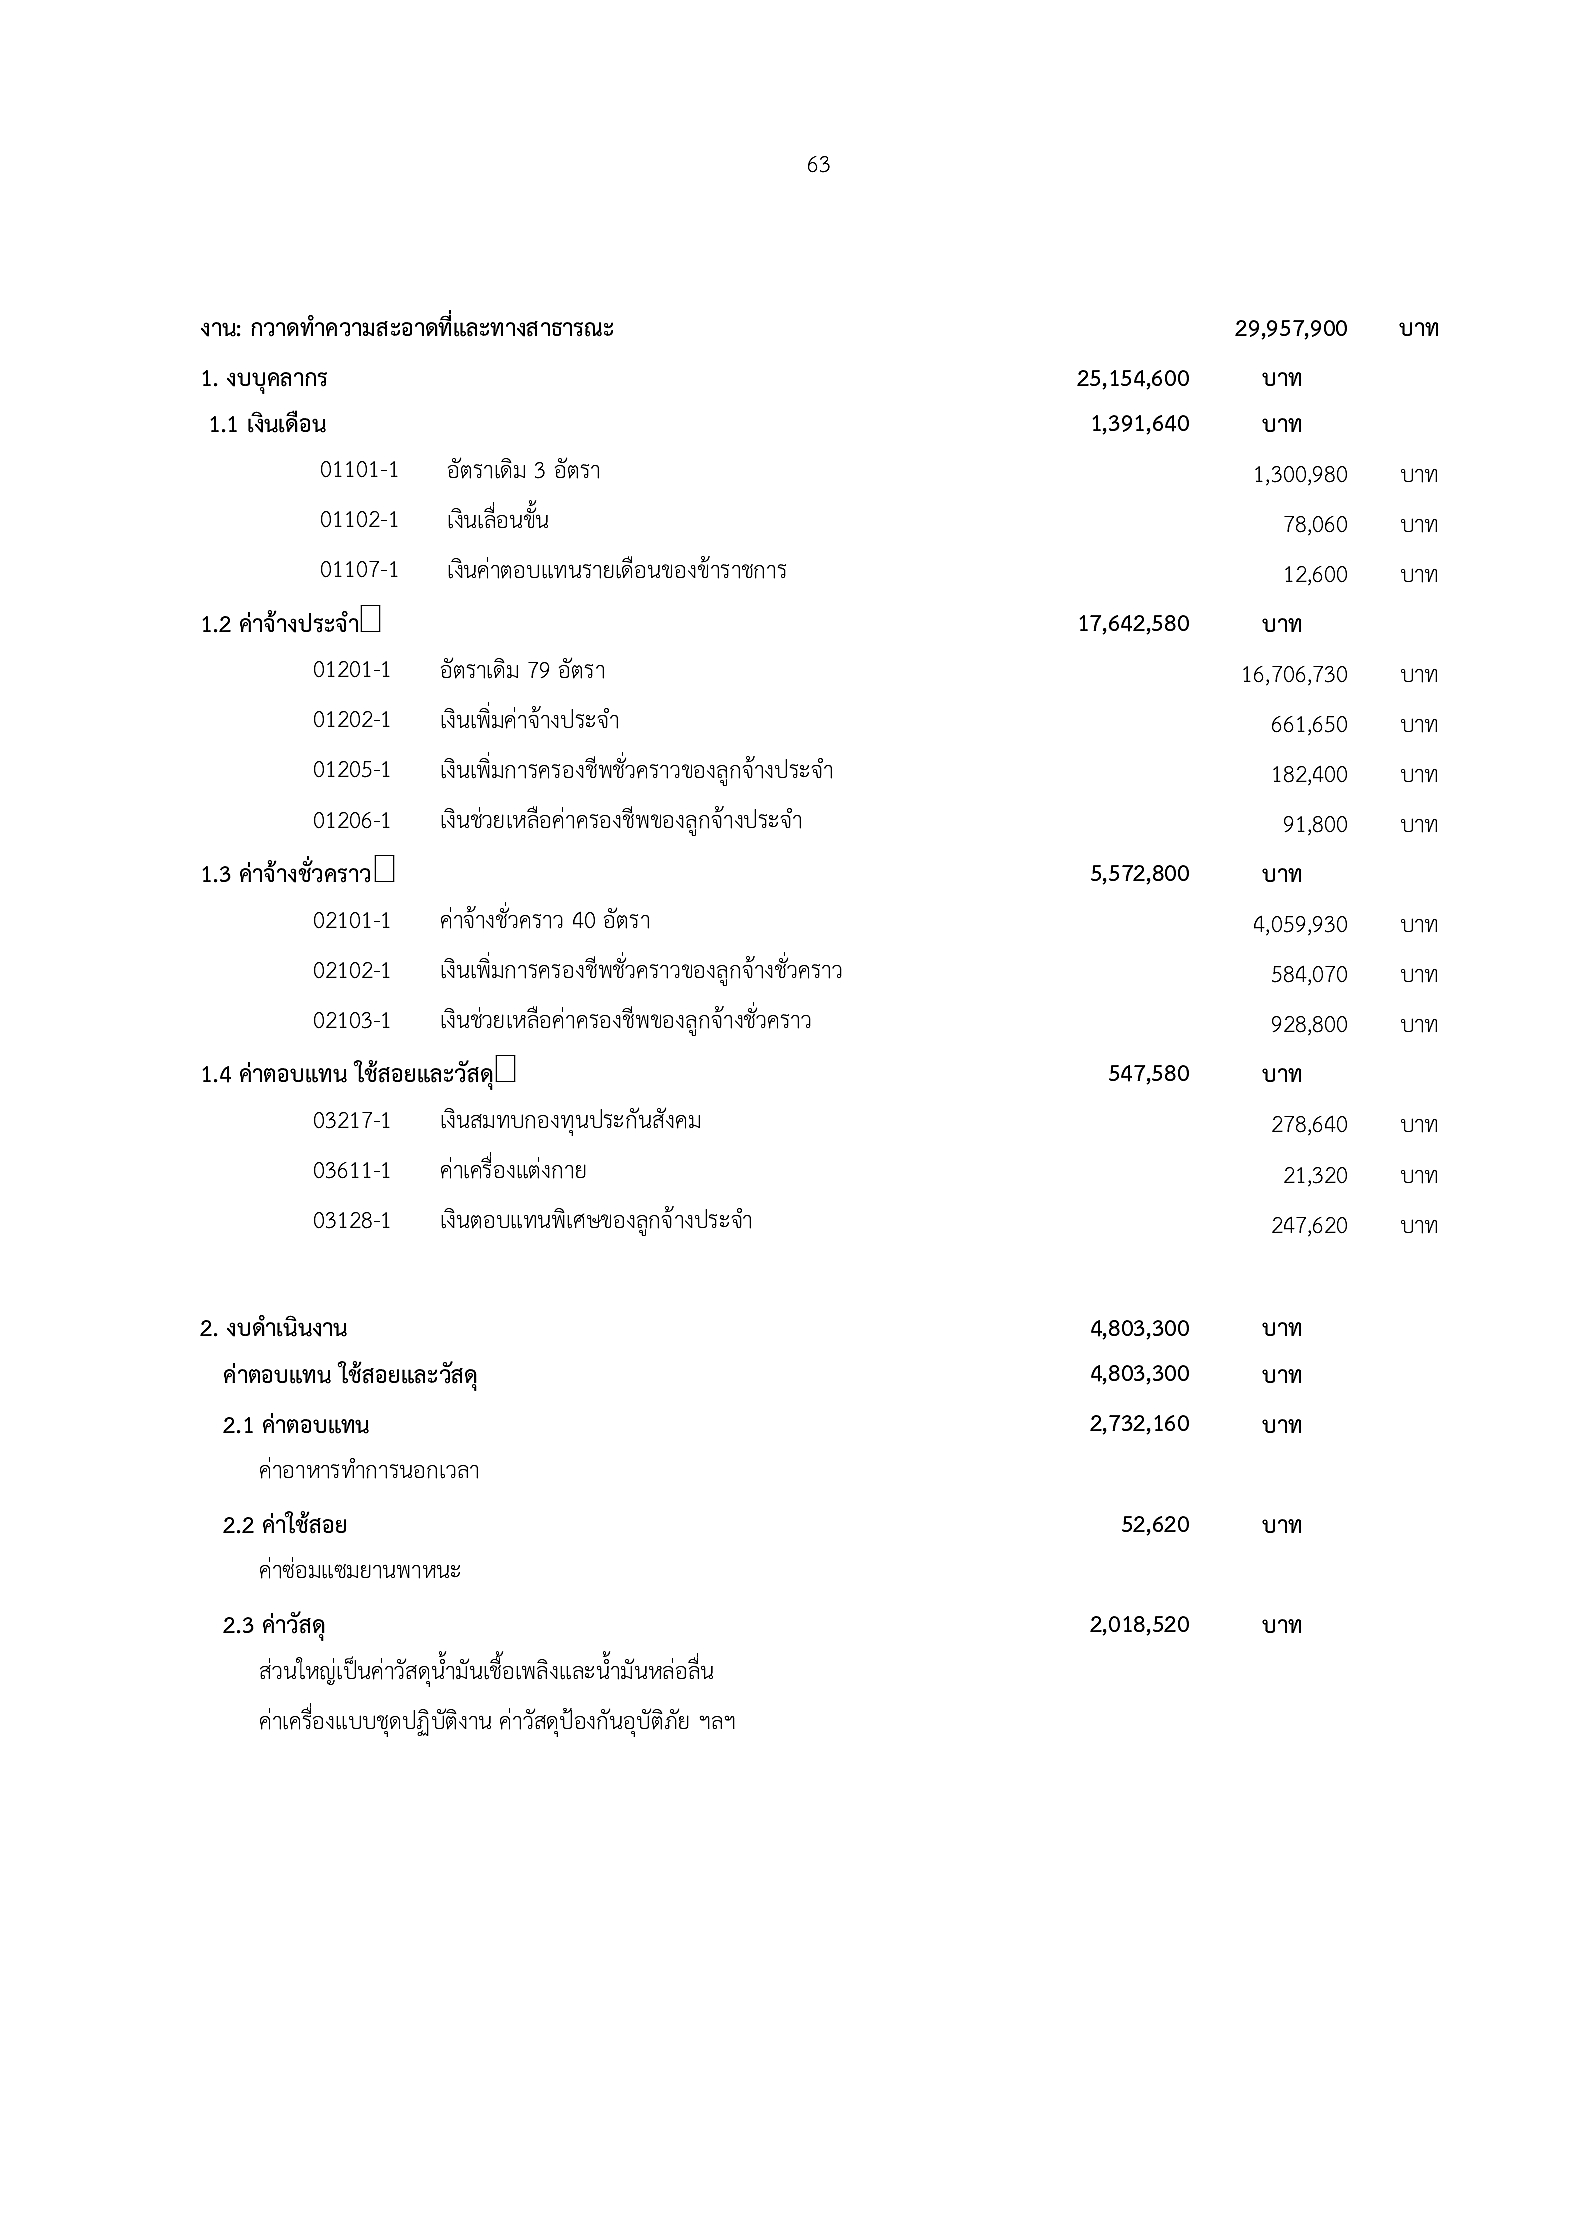 63
งาน: กวาดทำความสะอาดที่และทางสาธารณะ 29,957,900 บาท
1. งบบุคลากร 25,154,600 บาท
1.1 เงินเดือน 1,391,640 บาท
01101-1 อัตราเดิม 3 อัตรา 1,300,980 บาท
01102-1 เงินเลื่อนขั้น 78,060 บาท
01107-1 เงินค่าตอบแทนรายเดือนของข้าราชการ 12,600 บาท
1.2 ค่าจ้างประจำ 17,642,580 บาท
01201-1 อัตราเดิม 79 อัตรา 16,706,730 บาท
01202-1 เงินเพิ่มค่าจ้างประจำ 661,650 บาท
01205-1 เงินเพิ่มการครองชีพชั่วคราวของลูกจ้างประจำ 182,400 บาท
01206-1 เงินช่วยเหลือค่าครองชีพของลูกจ้างประจำ 91,800 บาท
1.3 ค่าจ้างชั่วคราว 5,572,800 บาท
02101-1 ค่าจ้างชั่วคราว 40 อัตรา 4,059,930 บาท
02102-1 เงินเพิ่มการครองชีพชั่วคราวของลูกจ้างชั่วคราว 584,070 บาท
02103-1 เงินช่วยเหลือค่าครองชีพของลูกจ้างชั่วคราว 928,800 บาท
1.4 ค่าตอบแทน ใช้สอยและวัสดุ 547,580 บาท
03217-1 เงินสมทบกองทุนประกันสังคม 278,640 บาท
03611-1 ค่าเครื่องแต่งกาย 21,320 บาท
03128-1 เงินตอบแทนพิเศษของลูกจ้างประจำ 247,620 บาท
2. งบดำเนินงาน 4,803,300 บาท
ค่าตอบแทน ใช้สอยและวัสดุ 4,803,300 บาท
2.1 ค่าตอบแทน 2,732,160 บาท
ค่าอาหารทำการนอกเวลา
2.2 ค่าใช้สอย 52,620 บาท
ค่าซ่อมแซมยานพาหนะ
2.3 ค่าวัสดุ 2,018,520 บาท
ส่วนใหญ่เป็นค่าวัสดุน้ำมันเชื้อเพลิงและน้ำมันหล่อลื่น
ค่าเครื่องแบบชุดปฏิบัติงาน ค่าวัสดุป้องกันอุบัติภัย ฯลฯ